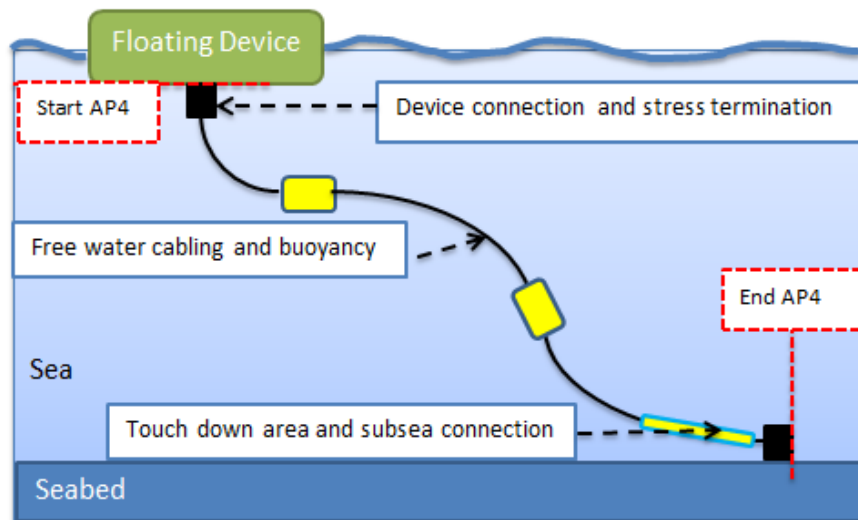 Floating Device
Start AP4
Device connection and stress termination
Free water cabling and buoyancy
End AP4
Sea
Touch down area and subsea connection
Seabed